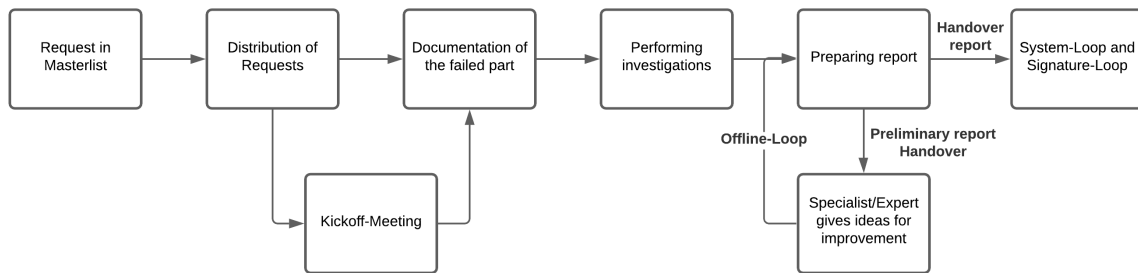 Request in
Masterlist
Distribution of
Requests
Documentation of
the failed part
Performing
investigations
Preparing report
Handover
report
System-Loop and
Signature-Loop
Offline-Loop
Preliminary report
Handover
Kickoff-Meeting
Specialist/Expert
gives ideas for
improvement